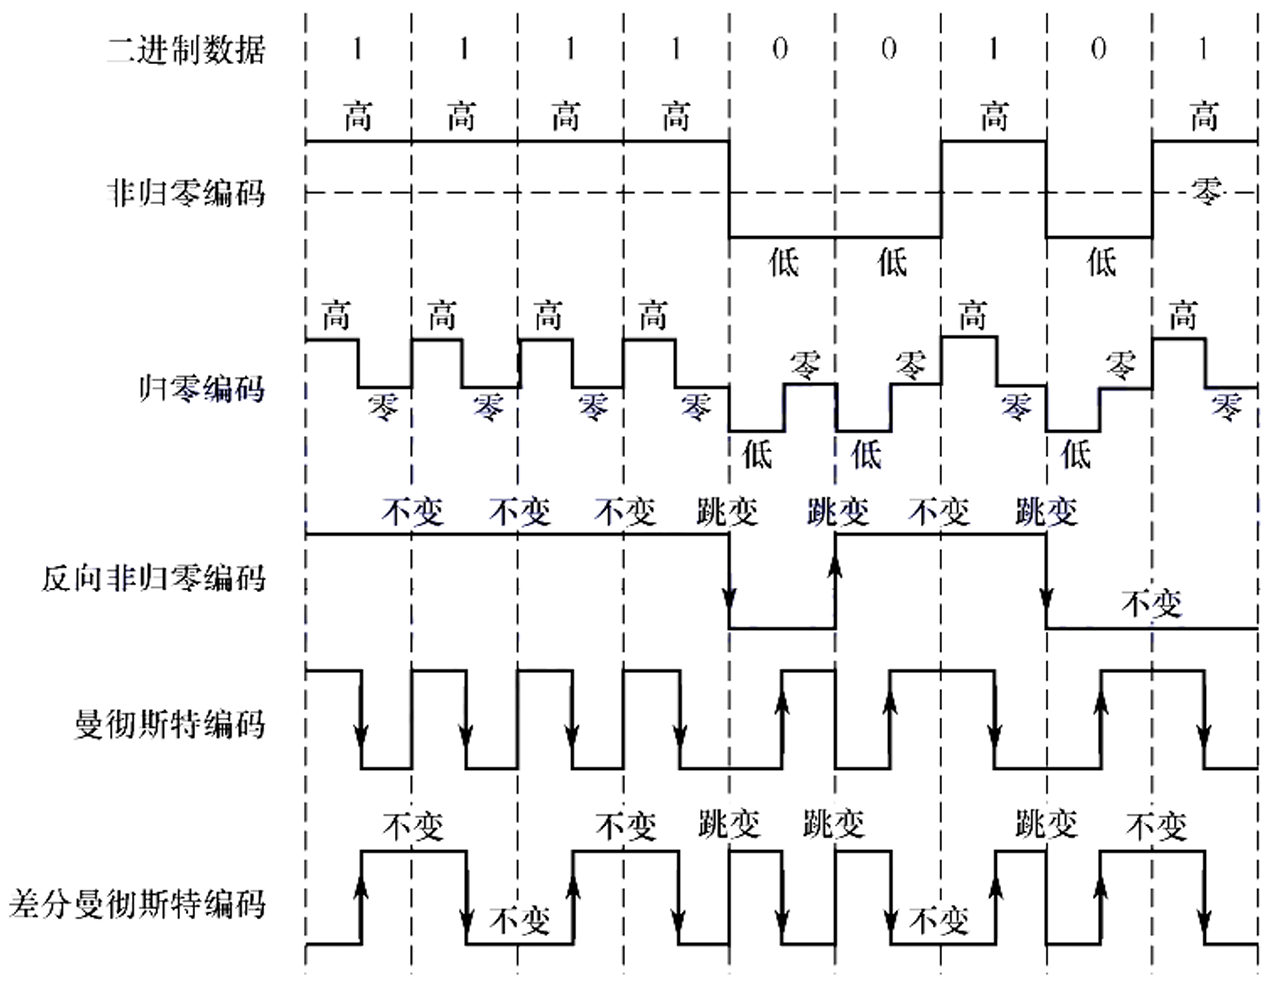 二进制数据 1 1 1 1 0 0 1 0 1
高 高 高 高 高 高
非归零编码 零
低 低 低
高 高 高 高 高 高
零 零 零
归零编码 零 零 零 零 零 零
低 低 低
不变 不变 不变 跳变 跳变 不变 跳变
反向非归零编码 不变
曼彻斯特编码
不变 不变 跳变 跳变 跳变 不变
差分曼彻斯特编码 不变 不变